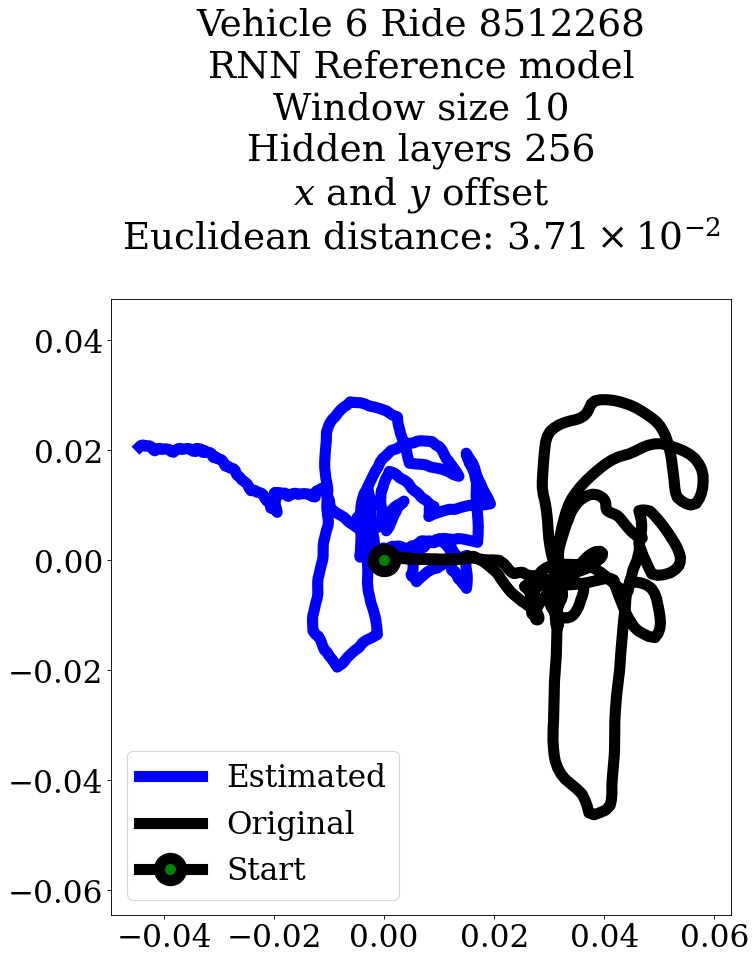 Vehicle 6 Ride 8512268
RNN Reference model
Window size 10
Hidden layers 256
x and y offset
Euclidean distance: 3.71 × 10⁻²
0.04
0.02
0.00
−0.02
−0.04
−0.06
Estimated
Original
Start
−0.04 −0.02 0.00 0.02 0.04 0.06